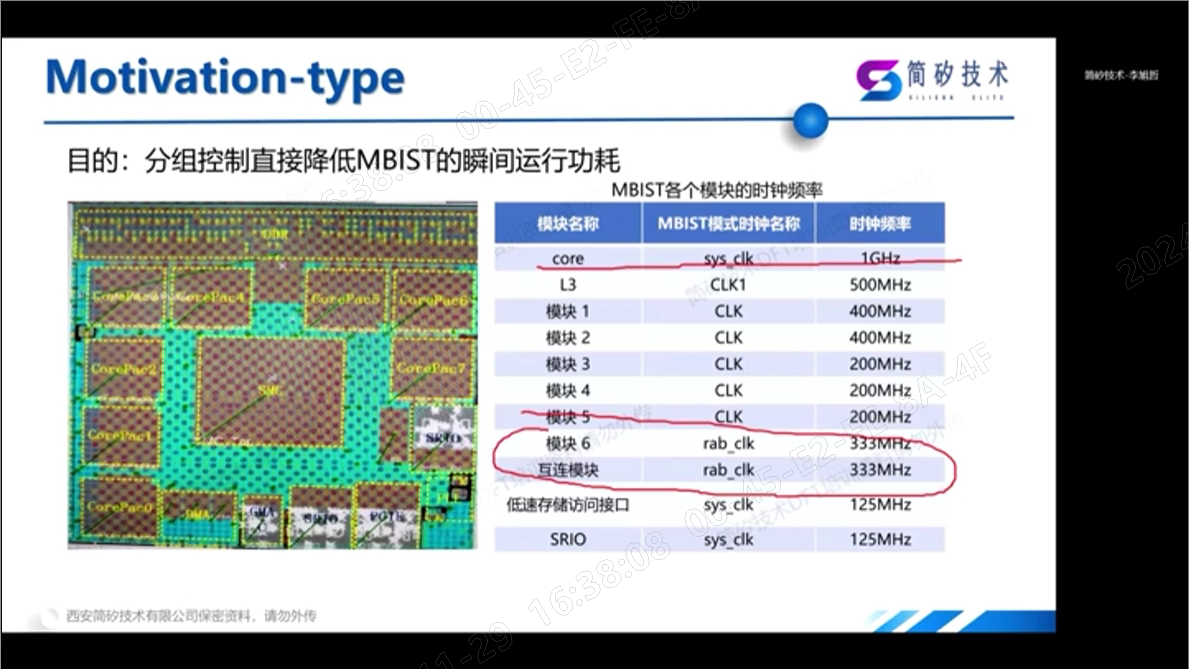 Motivation-type
简矽技术
SILICON ELITE
简矽技术-李旭哲
目的：分组控制直接降低MBIST的瞬间运行功耗
MBIST各个模块的时钟频率
模块名称 MBIST模式时钟名称 时钟频率
core sys_clk 1GHz
L3 CLK1 500MHz
模块 1 CLK 400MHz
模块 2 CLK 400MHz
模块 3 CLK 200MHz
模块 4 CLK 200MHz
模块 5 CLK 200MHz
模块 6 rab_clk 333MHz
互连模块 rab_clk 333MHz
低速存储访问接口 sys_clk 125MHz
SRIO sys_clk 125MHz
DDR
CorePac3 CorePac4 CorePac5 CorePac6
CorePac2 SMC CorePac7
CorePac1 SRIO
CorePac0 DMA GMA SRIO PCIE
西安简矽技术有限公司保密资料，请勿外传
16:38:08 00-45-E2-FE-8A
2024
16:38:08 00-45-E2-FE-8A-4F
11-29